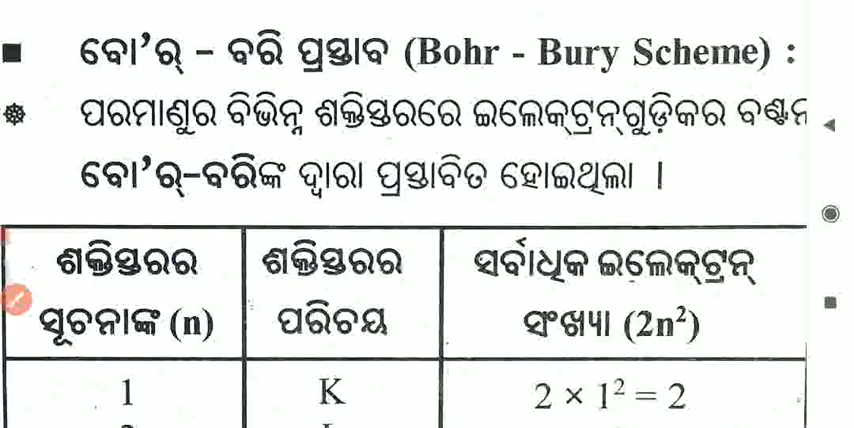 ■ ବୋ’ର୍ – ବରି ପ୍ରସ୍ତାବ (Bohr - Bury Scheme) :
ପରମାଣୁର ବିଭିନ୍ନ ଶକ୍ତିସ୍ତରରେ ଇଲେକ୍ଟ୍ରନ୍‌ଗୁଡ଼ିକର ବଣ୍ଟନ
ବୋ’ର୍-ବରିଙ୍କ ଦ୍ୱାରା ପ୍ରସ୍ତାବିତ ହୋଇଥିଲା ।
ଶକ୍ତିସ୍ତରର ଶକ୍ତିସ୍ତରର ସର୍ବାଧିକ ଇଲେକ୍ଟ୍ରନ୍
ସୂଚନାଙ୍କ (n) ପରିଚୟ ସଂଖ୍ୟା (2n²)
1 K 2 × 1² = 2